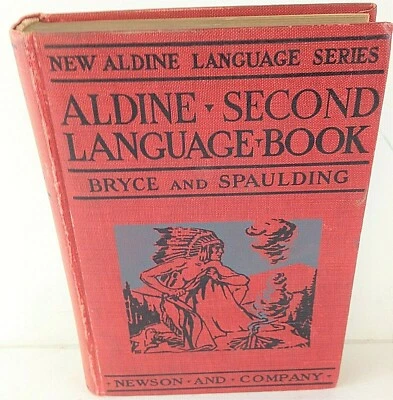 NEW ALDINE LANGUAGE SERIES
ALDINE · SECOND
LANGUAGE · BOOK
BRYCE AND SPAULDING
· NEWSON · AND · COMPANY ·